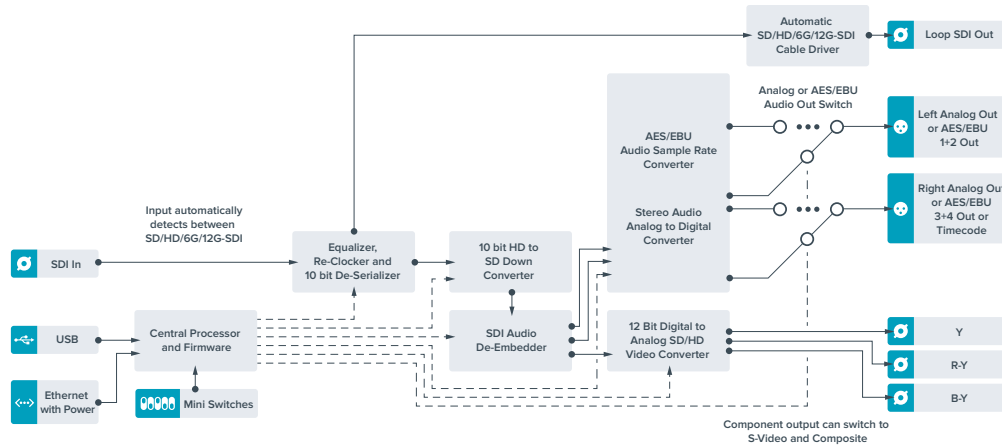 Automatic
SD/HD/6G/12G-SDI
Cable Driver
Loop SDI Out
Analog or AES/EBU
Audio Out Switch
AES/EBU
Audio Sample Rate
Converter
Left Analog Out
or AES/EBU
1+2 Out
Stereo Audio
Analog to Digital
Converter
Right Analog Out
or AES/EBU
3+4 Out or
Timecode
Input automatically
detects between
SD/HD/6G/12G-SDI
SDI In
Equalizer,
Re-Clocker and
10 bit De-Serializer
10 bit HD to
SD Down
Converter
USB
Central Processor
and Firmware
SDI Audio
De-Embedder
12 Bit Digital to
Analog SD/HD
Video Converter
Y
R-Y
B-Y
Ethernet
with Power
Mini Switches
Component output can switch to
S-Video and Composite